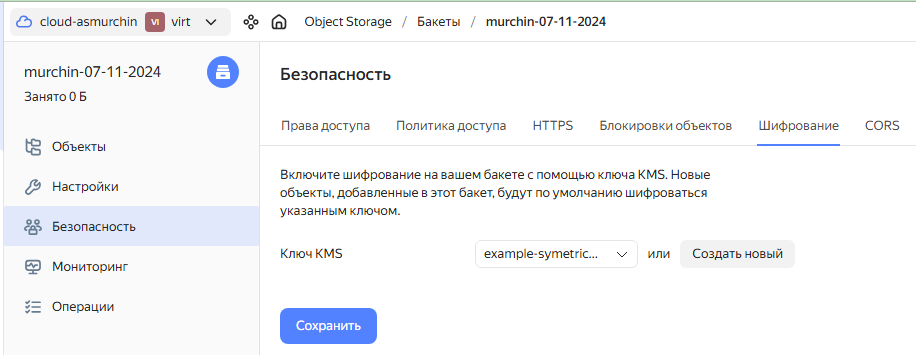 cloud-asmurchin VI virt Object Storage / Бакеты / murchin-07-11-2024
murchin-07-11-2024
Занято 0 Б
Объекты
Настройки
Безопасность
Мониторинг
Операции
Безопасность
Права доступа Политика доступа HTTPS Блокировки объектов Шифрование CORS
Включите шифрование на вашем бакете с помощью ключа KMS. Новые
объекты, добавленные в этот бакет, будут по умолчанию шифроваться
указанным ключом.
Ключ KMS example-symetric... или Создать новый
Сохранить